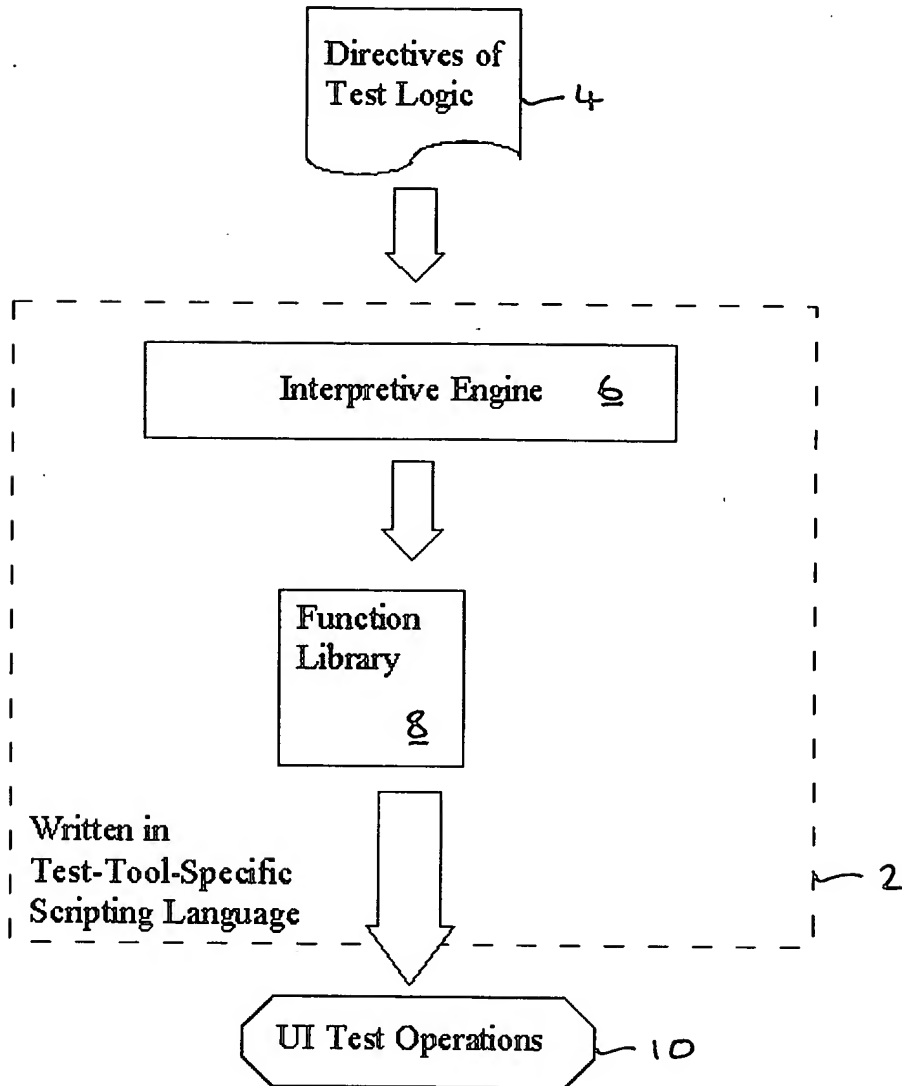 Directives of
Test Logic
4
Interpretive Engine 6
Function
Library
8
Written in
Test-Tool-Specific
Scripting Language
2
UI Test Operations
10